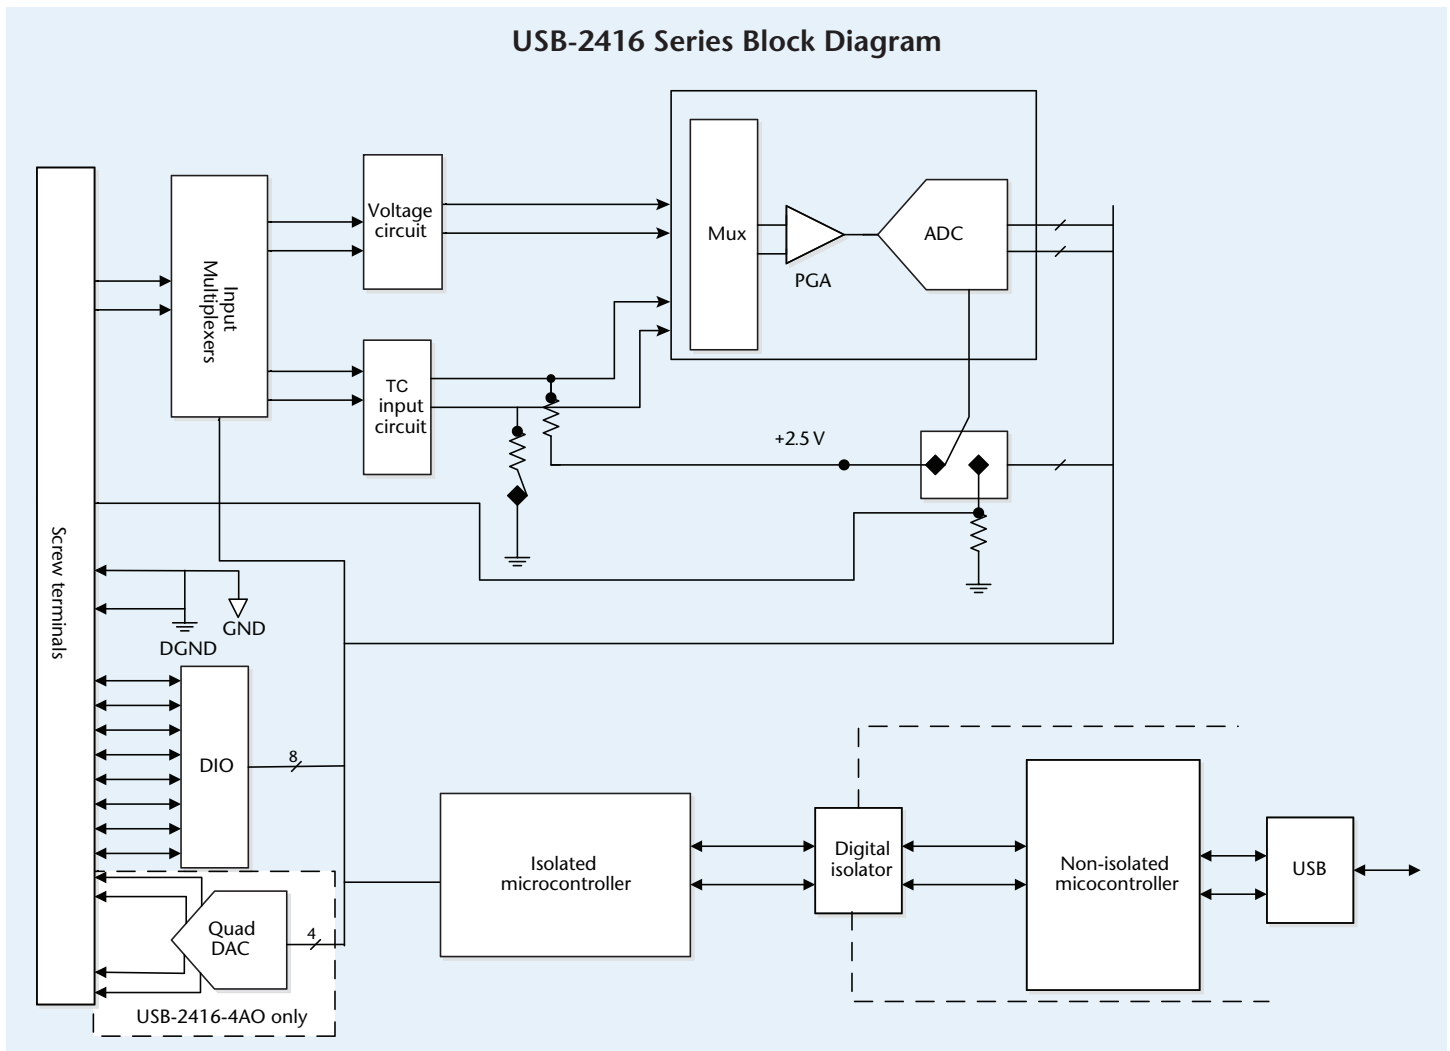 USB-2416 Series Block Diagram
Screw terminals
Input
Multiplexers
Voltage
circuit
TC
input
circuit
Mux
PGA
ADC
+2.5 V
GND
DGND
DIO
8
Quad
DAC
4
USB-2416-4AO only
Isolated
microcontroller
Digital
isolator
Non-isolated
micocontroller
USB